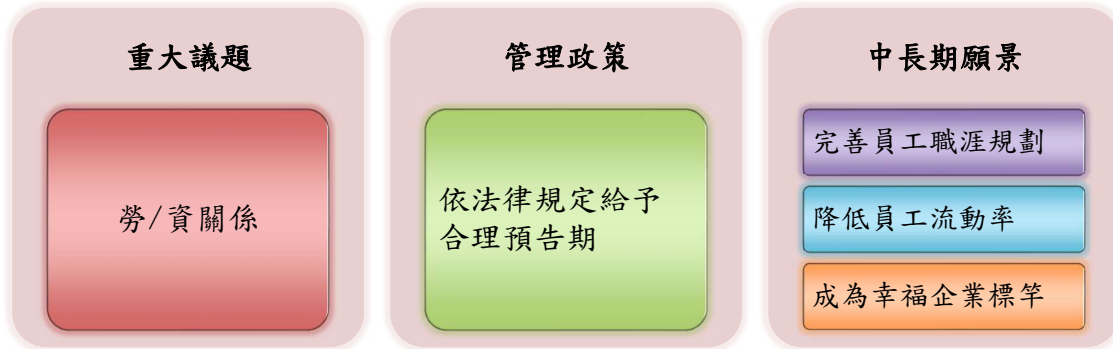 重大議題
勞/資關係
管理政策
依法律規定給予
合理預告期
中長期願景
完善員工職涯規劃
降低員工流動率
成為幸福企業標竿